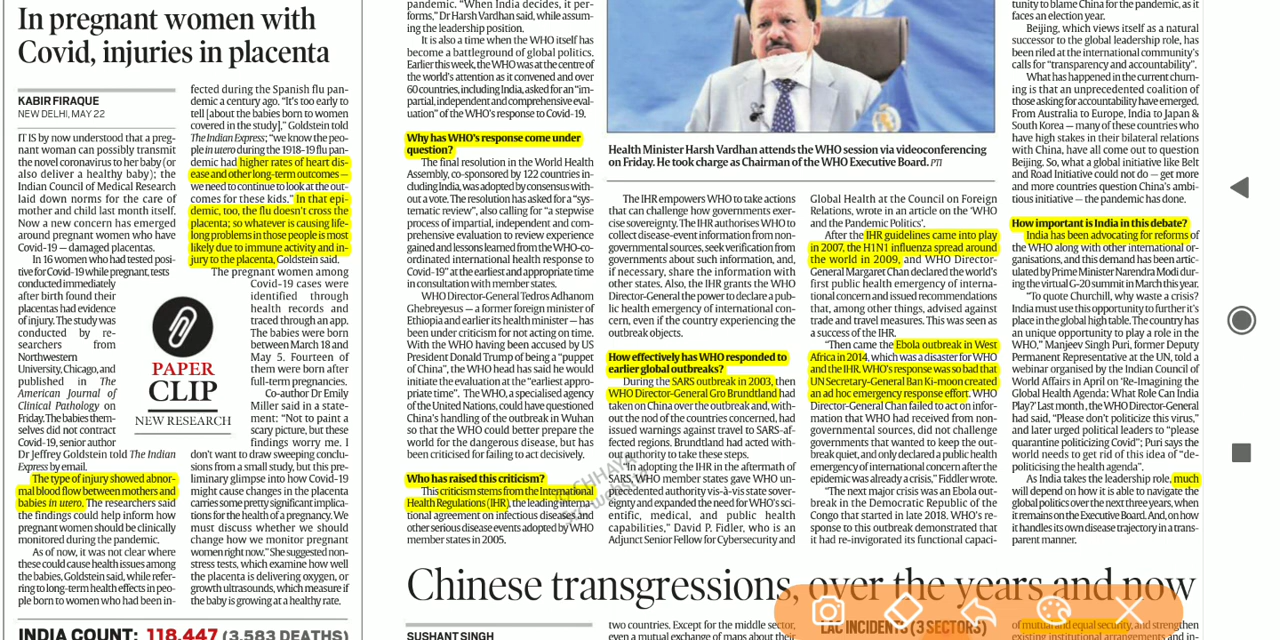 In pregnant women with
Covid, injuries in placenta
KABIR FIRAQUE
NEW DELHI, MAY 22
IT IS by now understood that a preg-
nant woman can possibly transmit
the novel coronavirus to her baby (or
also deliver a healthy baby); the
Indian Council of Medical Research
laid down norms for the care of
mother and child last month itself.
Now a new concern has emerged
around pregnant women who have
Covid-19 — damaged placentas.
In 16 women who had tested posi-
tive for Covid while pregnant, tests
conducted immediately
after birth found their
placentas had evidence
of injury. The study was
conducted by re-
searchers from
Northwestern
University, Chicago, and
published in The
American Journal of
Clinical Pathology on
Friday. The babies them-
selves did not contract
Covid-19, senior author
Dr Jeffrey Goldstein told The Indian
Express by email.
The type of injury showed abnor-
mal blood flow between mothers and
babies in utero. The researchers said
the findings could help inform how
pregnant women should be clinically
monitored during the pandemic.
As of now, it was not clear where
these could cause health issues among
the babies, Goldstein said, while refer-
ring to long-term health effects in peo-
ple born to women who had been in-
fected during the Spanish flu pan-
demic a century ago. "It's too early to
tell [about the babies born to women
covered in the study]," Goldstein told
The Indian Express; "we know the peo-
ple in utero during the 1918-19 flu pan-
demic had higher rates of heart dis-
ease and other long-term outcomes —
we need to continue to look at the out-
comes for these kids." In that epi-
demic, too, the flu doesn't cross the
placenta; so whatever is causing life-
long problems in those people is most
likely due to immune activity and in-
jury to the placenta, Goldstein said.
The pregnant women among
Covid-19 cases were
identified through
health records and
traced through an app.
The babies were born
between March 18 and
May 5. Fourteen of
them were born after
full-term pregnancies.
Co-author Dr Emily
Miller said in a state-
ment: "Not to paint a
scary picture, but these
findings worry me. I
don't want to draw sweeping conclu-
sions from a small study, but this pre-
liminary glimpse into how Covid-19
might cause changes in the placenta
carries some pretty significant implica-
tions for the health of a pregnancy. We
must discuss whether we should
change how we monitor pregnant
women right now." She suggested non-
stress tests, which examine how well
the placenta is delivering oxygen, or
growth ultrasounds, which measure if
the baby is growing at a healthy rate.
PAPER
CLIP
NEW RESEARCH
INDIA COUNT: 118,447 (3,583 DEATHS)
pandemic. "When India decides, it per-
forms," Dr Harsh Vardhan said, while assum-
ing the leadership position.
It is also a time when the WHO itself has
become a battleground of global politics.
Earlier this week, the WHO was at the centre of
the world's attention as it convened and over
60 countries, including India, asked for an "im-
partial, independent and comprehensive eval-
uation" of the WHO's response to Covid-19.
Why has WHO's response come under
question?
The final resolution in the World Health
Assembly, co-sponsored by 122 countries in-
cluding India, was adopted by consensus with-
out a vote. The resolution has asked for a "sys-
tematic review", also calling for "a stepwise
process of impartial, independent and com-
prehensive evaluation to review experience
gained and lessons learned from the WHO-co-
ordinated international health response to
Covid-19" at the earliest and appropriate time
in consultation with member states.
WHO Director-General Tedros Adhanom
Ghebreyesus — a former foreign minister of
Ethiopia and earlier its health minister — has
been under criticism for not acting on time.
With the WHO having been accused by US
President Donald Trump of being a "puppet
of China", the WHO head has said he would
initiate the evaluation at the "earliest appro-
priate time". The WHO, a specialised agency
of the United Nations, could have questioned
China's handling of the outbreak in Wuhan
so that the WHO could better prepare the
world for the dangerous disease, but has
been criticised for failing to act decisively.
Who has raised this criticism?
This criticism stems from the International
Health Regulations (IHR), the leading interna-
tional agreement on infectious diseases and
other serious disease events adopted by WHO
member states in 2005.
Health Minister Harsh Vardhan attends the WHO session via videoconferencing
on Friday. He took charge as Chairman of the WHO Executive Board. PTI
The IHR empowers WHO to take actions
that can challenge how governments exer-
cise sovereignty. The IHR authorises WHO to
collect disease-event information from non-
governmental sources, seek verification from
governments about such information, and,
if necessary, share the information with
other states. Also, the IHR grants the WHO
Director-General the power to declare a pub-
lic health emergency of international con-
cern, even if the country experiencing the
outbreak objects.
How effectively has WHO responded to
earlier global outbreaks?
During the SARS outbreak in 2003, then
WHO Director-General Gro Brundtland had
taken on China over the outbreak and, with-
out the nod of the countries concerned, had
issued warnings against travel to SARS-af-
fected regions. Brundtland had acted with-
authority to take these steps.
"In adopting the IHR in the aftermath of
SARS, WHO member states gave WHO un-
precedented authority vis-à-vis state sover-
eignty and expanded the need for WHO's sci-
entific, medical, and public health
capabilities," David P. Fidler, who is an
Adjunct Senior Fellow for Cybersecurity and
Global Health at the Council on Foreign
Relations, wrote in an article on the 'WHO
and the Pandemic Politics'.
After the IHR guidelines came into play
in 2007, the H1N1 influenza spread around
the world in 2009, and WHO Director-
General Margaret Chan declared the world's
first public health emergency of interna-
tional concern and issued recommendations
that, among other things, advised against
trade and travel measures. This was seen as
a success of the IHR.
"Then came the Ebola outbreak in West
Africa in 2014, which was a disaster for WHO
and the IHR. WHO's response was so bad that
UN Secretary-General Ban Ki-moon created
an ad hoc emergency response effort. WHO
Director-General Chan failed to act on infor-
mation that WHO had received from non-
governmental sources, did not challenge
governments that wanted to keep the out-
break quiet, and only declared a public health
emergency of international concern after the
epidemic was already a crisis," Fiddler wrote.
"The next major crisis was an Ebola out-
break in the Democratic Republic of the
Congo that started in late 2018. WHO's re-
sponse to this outbreak demonstrated that
it had re-invigorated its functional capaci-
tunity to blame China for the pandemic, as it
faces an election year.
Beijing, which views itself as a natural
successor to the global leadership role, has
been riled at the international community's
calls for "transparency and accountability".
What has happened in the current churn-
ing is that an unprecedented coalition of
those asking for accountability have emerged.
From Australia to Europe, India to Japan &
South Korea — many of these countries who
have high stakes in their bilateral relations
with China, have all come out to question
Beijing. So, what a global initiative like Belt
and Road Initiative could not do — get more
and more countries question China's ambi-
tious initiative — the pandemic has done.
How important is India in this debate?
India has been advocating for reforms of
the WHO along with other international or-
ganisations, and this demand has been artic-
ulated by Prime Minister Narendra Modi dur-
ing the virtual G-20 summit in March this year.
"To quote Churchill, why waste a crisis?
India must use this opportunity to further it's
place in the global high table. The country has
an unique opportunity to play a role in the
WHO," Manjeev Singh Puri, former Deputy
Permanent Representative at the UN, told a
webinar organised by the Indian Council of
World Affairs in April on 'Re-Imagining the
Global Health Agenda: What Role Can India
Play?' Last month, the WHO Director-General
had said, "Please don't politicize this virus,"
and later urged political leaders to "please
quarantine politicizing Covid"; Puri says the
world needs to get rid of this idea of "de-
politicising the health agenda".
As India takes the leadership role, much
will depend on how it is able to navigate the
global politics over the next three years, when
it remains on the Executive Board. And, on how
it handles its own disease trajectory in a trans-
parent manner.
Chinese transgressions, over the years and now
SUSHANT SINGH
two countries. Except for the middle sector,
even a mutual exchange of maps about their
LAC INCIDENTS (3 SECTORS)
of mutual and equal security, and strengthen
existing institutional arrangements and in-